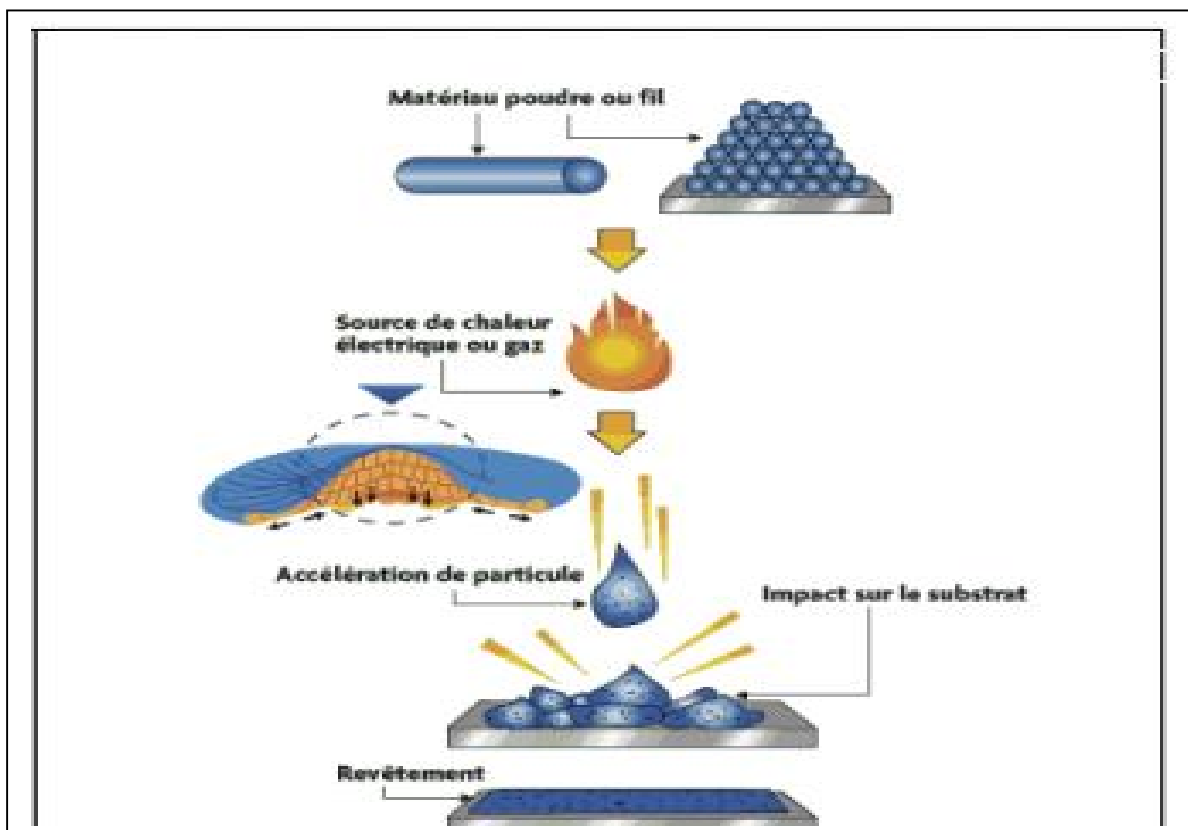 Matériau poudre ou fil
Source de chaleur
électrique ou gaz
Accélération de particule
Impact sur le substrat
Revêtement